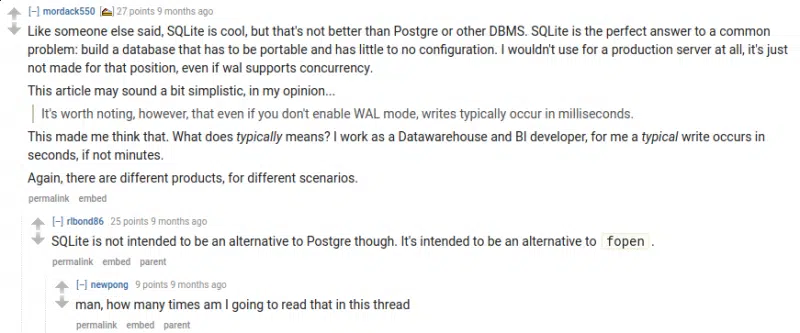 [–] mordack550 27 points 9 months ago
Like someone else said, SQLite is cool, but that's not better than Postgre or other DBMS. SQLite is the perfect answer to a common
problem: build a database that has to be portable and has little to no configuration. I wouldn't use for a production server at all, it's just
not made for that position, even if wal supports concurrency.
This article may sound a bit simplistic, in my opinion...
It's worth noting, however, that even if you don't enable WAL mode, writes typically occur in milliseconds.
This made me think that. What does typically means? I work as a Datawarehouse and BI developer, for me a typical write occurs in
seconds, if not minutes.
Again, there are different products, for different scenarios.
permalink embed
[–] rlbond86 25 points 9 months ago
SQLite is not intended to be an alternative to Postgre though. It's intended to be an alternative to fopen .
permalink embed parent
[–] newpong 9 points 9 months ago
man, how many times am I going to read that in this thread
permalink embed parent